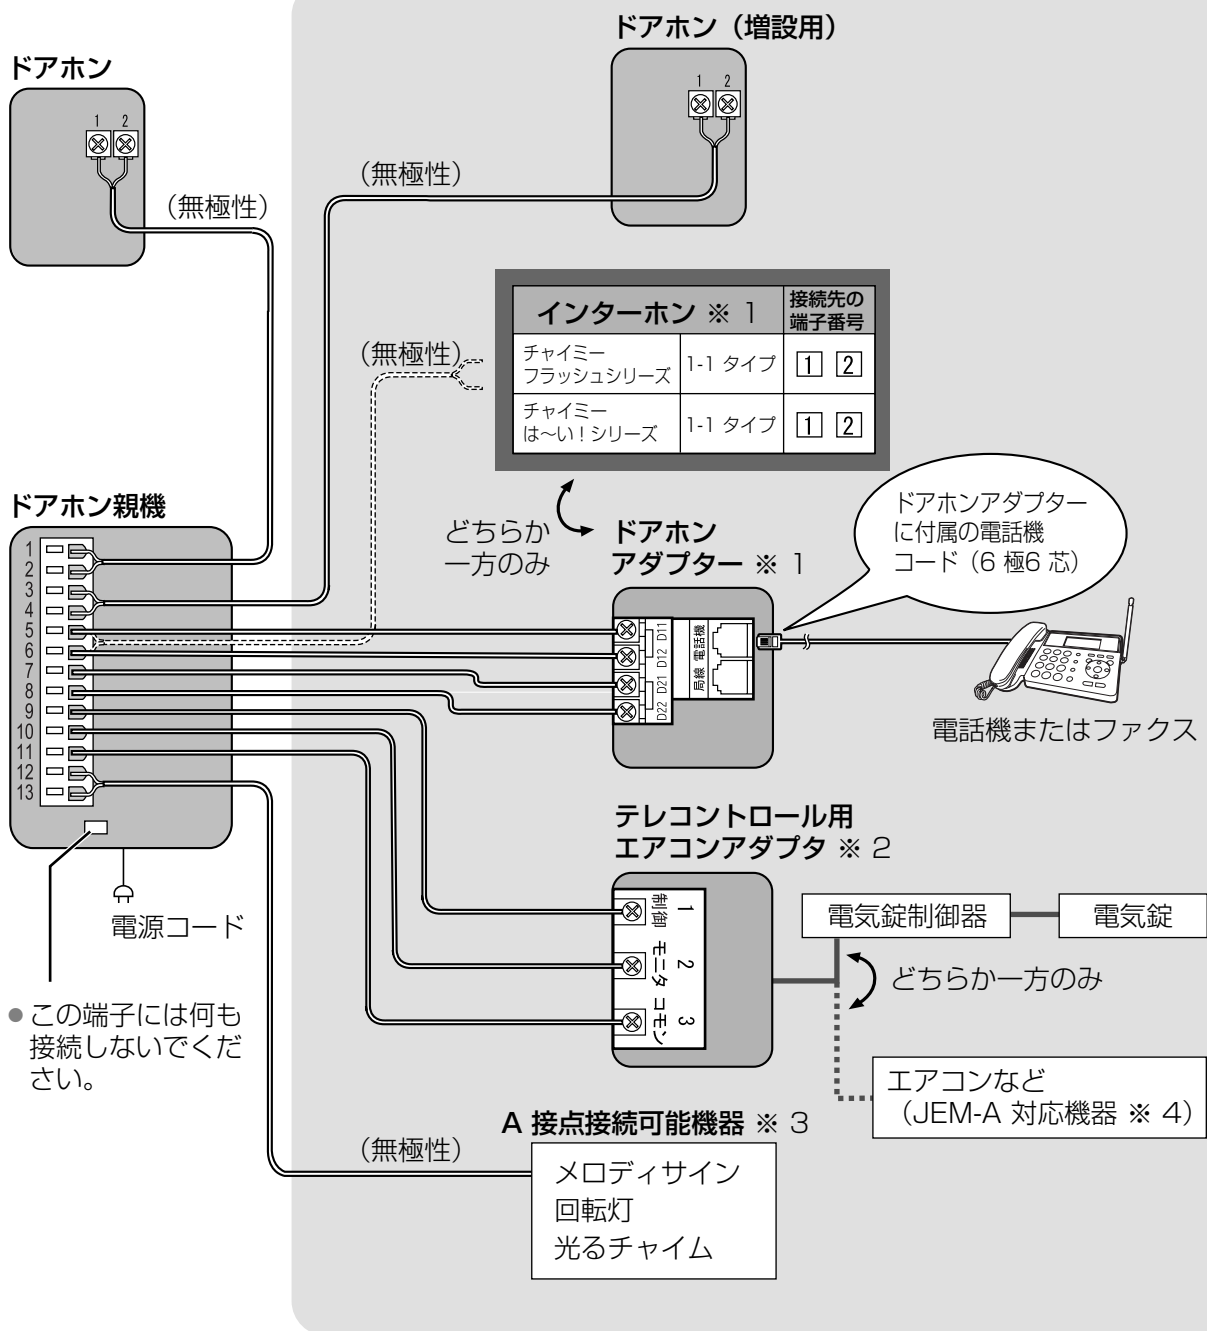 ドアホン（増設用）
1 2
ドアホン
1 2
（無極性）
（無極性）
インターホン ※ 1
接続先の
端子番号
（無極性）
チャイミー
フラッシュシリーズ
1-1 タイプ
1 2
チャイミー
は〜い！シリーズ
1-1 タイプ
1 2
どちらか
一方のみ
ドアホン親機
1
2
3
4
5
6
7
8
9
10
11
12
13
ドアホン
アダプター ※ 1
D11
D12
D21
D22
電話機
局線
ドアホンアダプター
に付属の電話機
コード（6 極6 芯）
電話機またはファクス
電源コード
●この端子には何も
接続しないでくだ
さい。
テレコントロール用
エアコンアダプタ ※ 2
制御 1
モニタ 2
コモン 3
電気錠制御器
電気錠
どちらか一方のみ
エアコンなど
（JEM-A 対応機器 ※ 4）
A 接点接続可能機器 ※ 3
（無極性）
メロディサイン
回転灯
光るチャイム